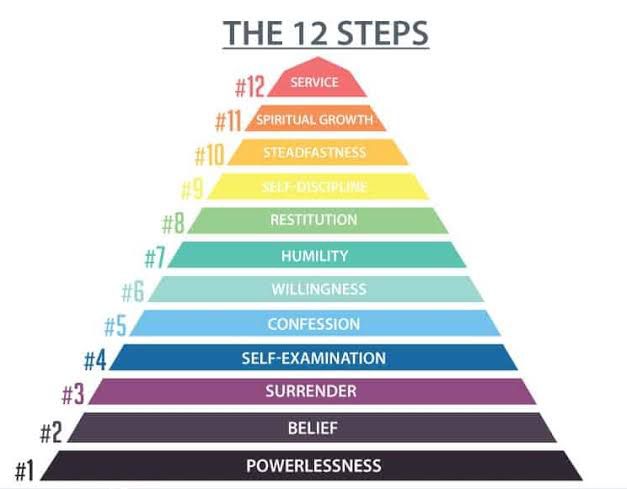 THE 12 STEPS
#12 SERVICE
#11 SPIRITUAL GROWTH
#10 STEADFASTNESS
#9 SELF-DISCIPLINE
#8 RESTITUTION
#7 HUMILITY
#6 WILLINGNESS
#5 CONFESSION
#4 SELF-EXAMINATION
#3 SURRENDER
#2 BELIEF
#1 POWERLESSNESS